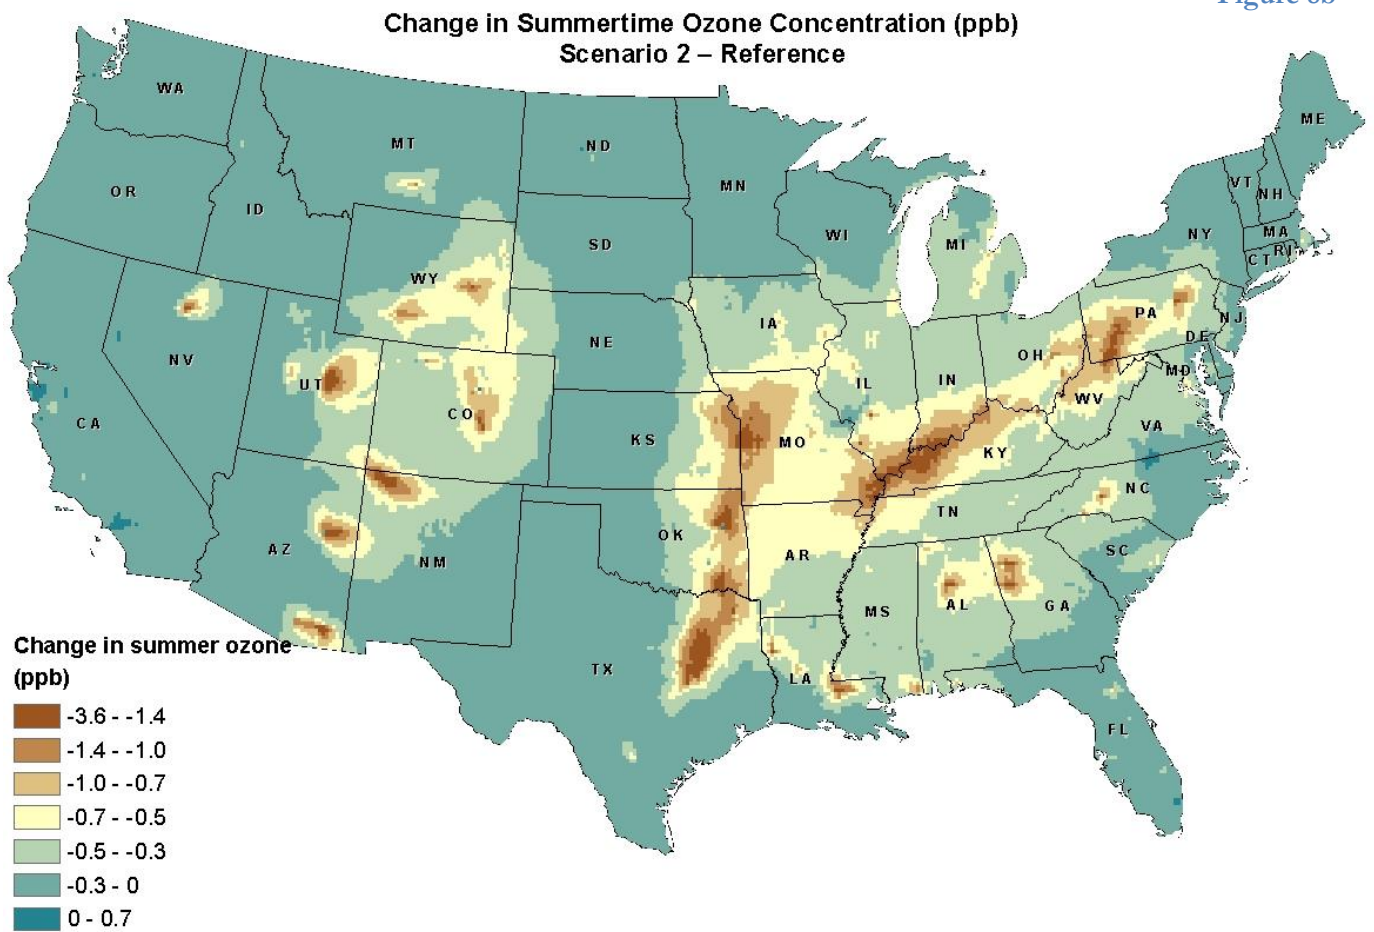 Change in Summertime Ozone Concentration (ppb)
Scenario 2 – Reference
WA
MT
ND
ME
OR
ID
MN
VT
NH
SD
WI
MI
NY
MA
CT
RI
WY
IA
PA
NJ
NE
OH
DE
NV
UT
IL
IN
MD
CO
WV
CA
KS
MO
KY
VA
NC
TN
OK
AZ
NM
AR
SC
MS
AL
GA
TX
LA
FL
Change in summer ozone
(ppb)
-3.6 - -1.4
-1.4 - -1.0
-1.0 - -0.7
-0.7 - -0.5
-0.5 - -0.3
-0.3 - 0
0 - 0.7